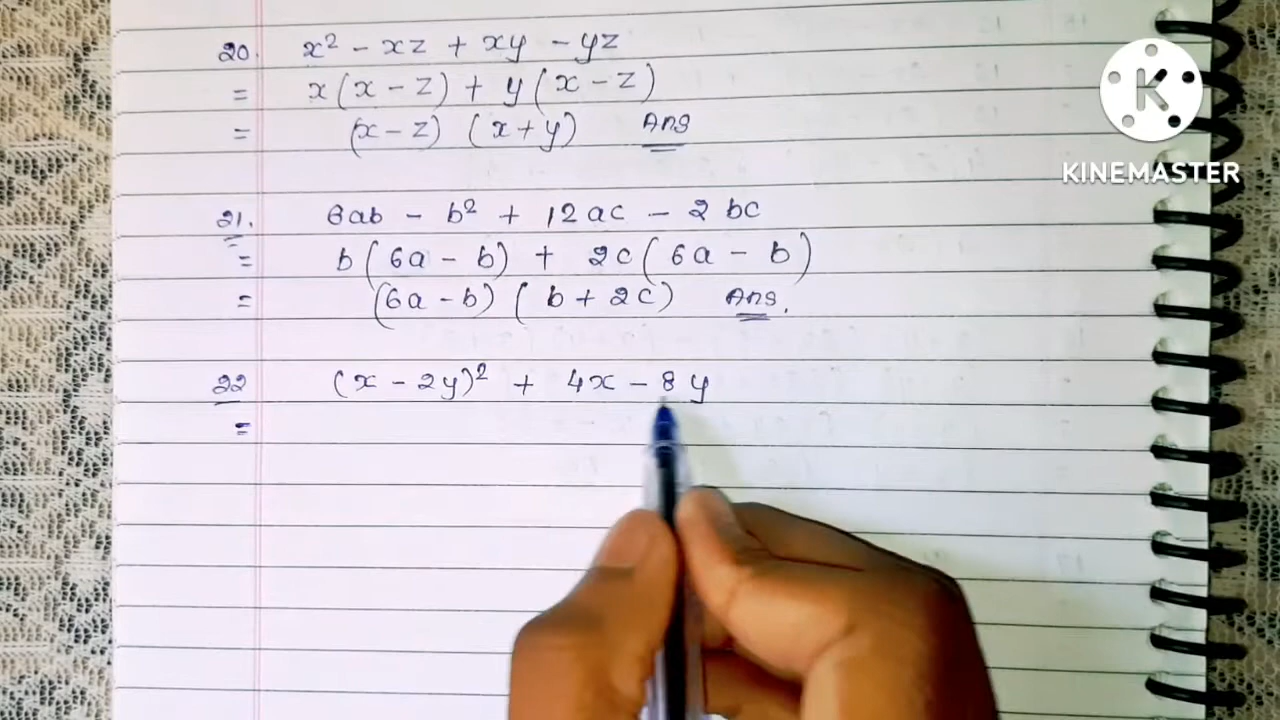 20. x² - xz + xy - yz
= x(x - z) + y(x - z)
= (x - z) (x + y) Ans
21. 6ab - b² + 12ac - 2bc
= b(6a - b) + 2c(6a - b)
= (6a - b) (b + 2c) Ans.
22 (x - 2y)² + 4x - 8y
=
K
KINEMASTER